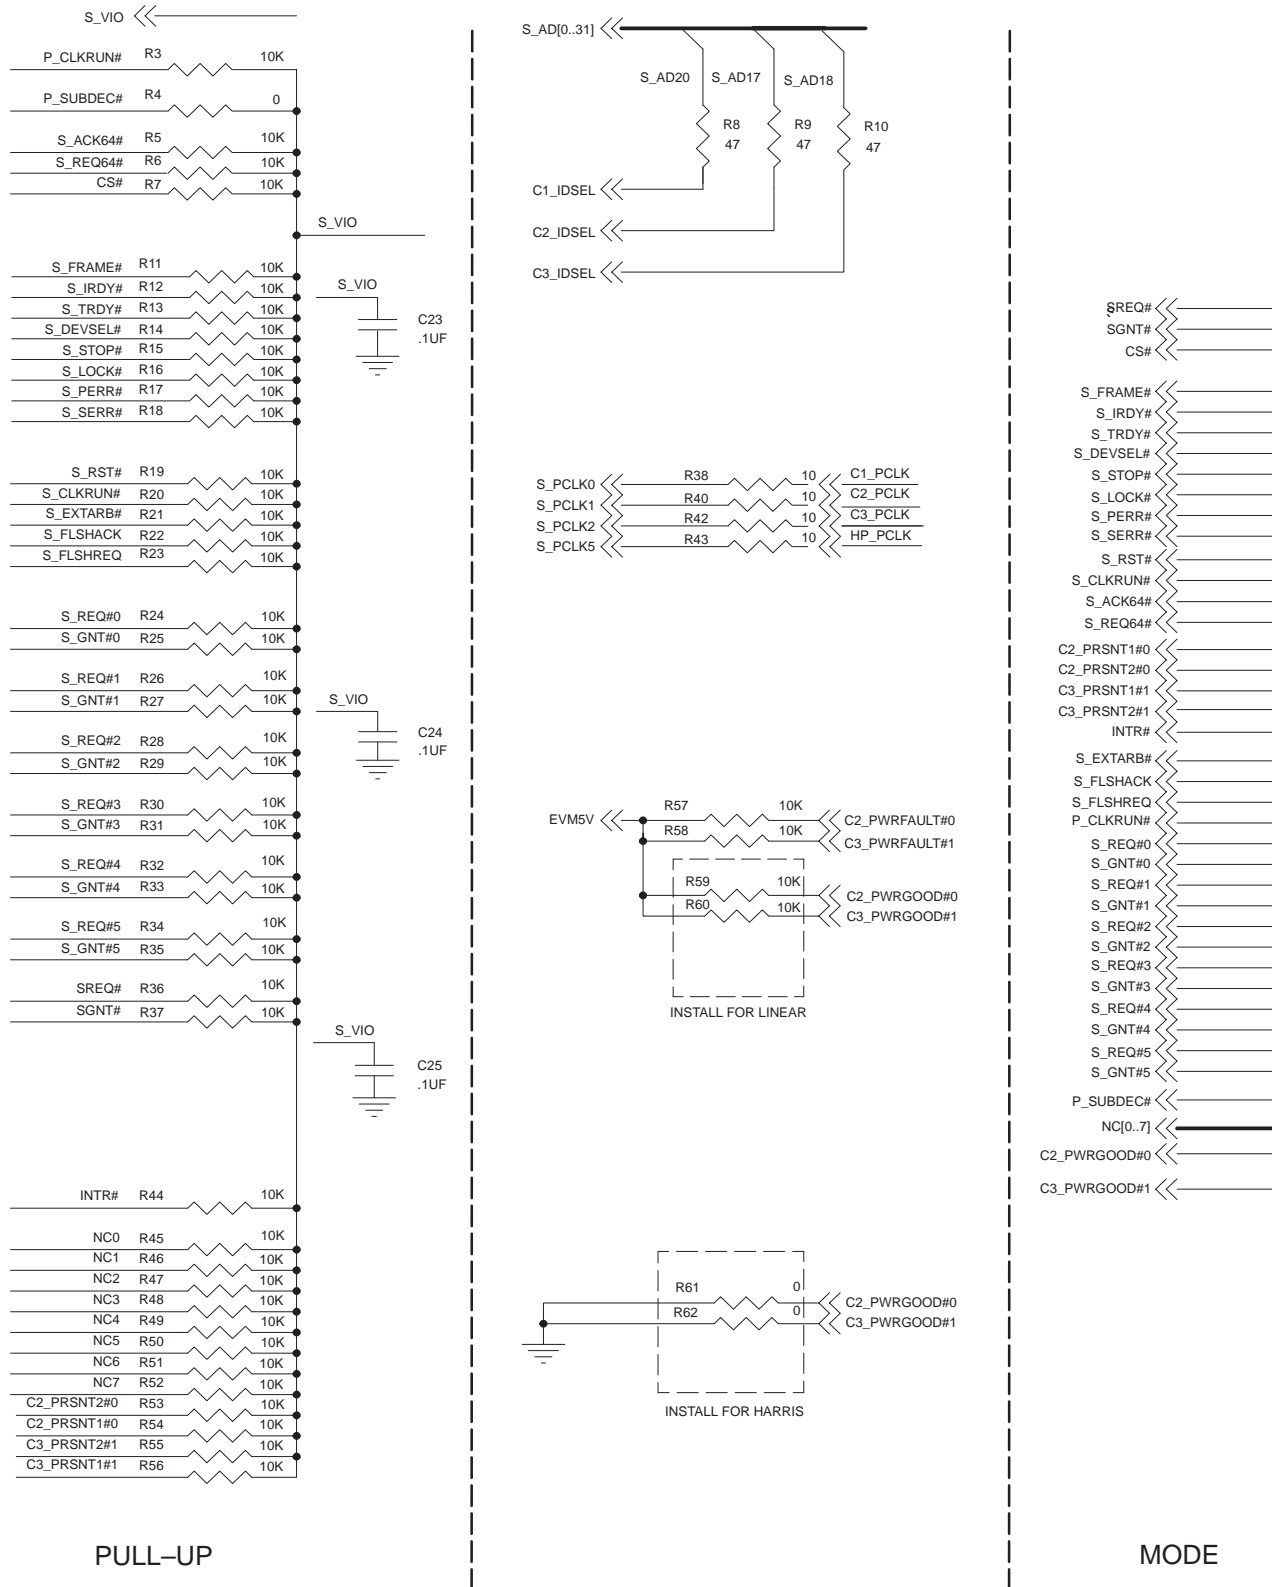 S_VIO
P_CLKRUN# R3 10K
P_SUBDEC# R4 0
S_ACK64# R5 10K
S_REQ64# R6 10K
CS# R7 10K
S_VIO
S_FRAME# R11 10K
S_IRDY# R12 10K
S_TRDY# R13 10K
S_DEVSEL# R14 10K
S_STOP# R15 10K
S_LOCK# R16 10K
S_PERR# R17 10K
S_SERR# R18 10K
S_VIO
C23
.1UF
S_RST# R19 10K
S_CLKRUN# R20 10K
S_EXTARB# R21 10K
S_FLSHACK R22 10K
S_FLSHREQ R23 10K
S_REQ#0 R24 10K
S_GNT#0 R25 10K
S_REQ#1 R26 10K
S_GNT#1 R27 10K
S_VIO
C24
.1UF
S_REQ#2 R28 10K
S_GNT#2 R29 10K
S_REQ#3 R30 10K
S_GNT#3 R31 10K
S_REQ#4 R32 10K
S_GNT#4 R33 10K
S_REQ#5 R34 10K
S_GNT#5 R35 10K
SREQ# R36 10K
SGNT# R37 10K
S_VIO
C25
.1UF
INTR# R44 10K
NC0 R45 10K
NC1 R46 10K
NC2 R47 10K
NC3 R48 10K
NC4 R49 10K
NC5 R50 10K
NC6 R51 10K
NC7 R52 10K
C2_PRSNT2#0 R53 10K
C2_PRSNT1#0 R54 10K
C3_PRSNT2#1 R55 10K
C3_PRSNT1#1 R56 10K
PULL–UP
S_AD[0..31]
S_AD20 S_AD17 S_AD18
R8 R9 R10
47 47 47
C1_IDSEL
C2_IDSEL
C3_IDSEL
S_PCLK0 R38 10 C1_PCLK
S_PCLK1 R40 10 C2_PCLK
S_PCLK2 R42 10 C3_PCLK
S_PCLK5 R43 10 HP_PCLK
EVM5V R57 10K C2_PWRFAULT#0
R58 10K C3_PWRFAULT#1
R59 10K C2_PWRGOOD#0
R60 10K C3_PWRGOOD#1
INSTALL FOR LINEAR
R61 0 C2_PWRGOOD#0
R62 0 C3_PWRGOOD#1
INSTALL FOR HARRIS
SREQ#
SGNT#
CS#
S_FRAME#
S_IRDY#
S_TRDY#
S_DEVSEL#
S_STOP#
S_LOCK#
S_PERR#
S_SERR#
S_RST#
S_CLKRUN#
S_ACK64#
S_REQ64#
C2_PRSNT1#0
C2_PRSNT2#0
C3_PRSNT1#1
C3_PRSNT2#1
INTR#
S_EXTARB#
S_FLSHACK
S_FLSHREQ
P_CLKRUN#
S_REQ#0
S_GNT#0
S_REQ#1
S_GNT#1
S_REQ#2
S_GNT#2
S_REQ#3
S_GNT#3
S_REQ#4
S_GNT#4
S_REQ#5
S_GNT#5
P_SUBDEC#
NC[0..7]
C2_PWRGOOD#0
C3_PWRGOOD#1
MODE